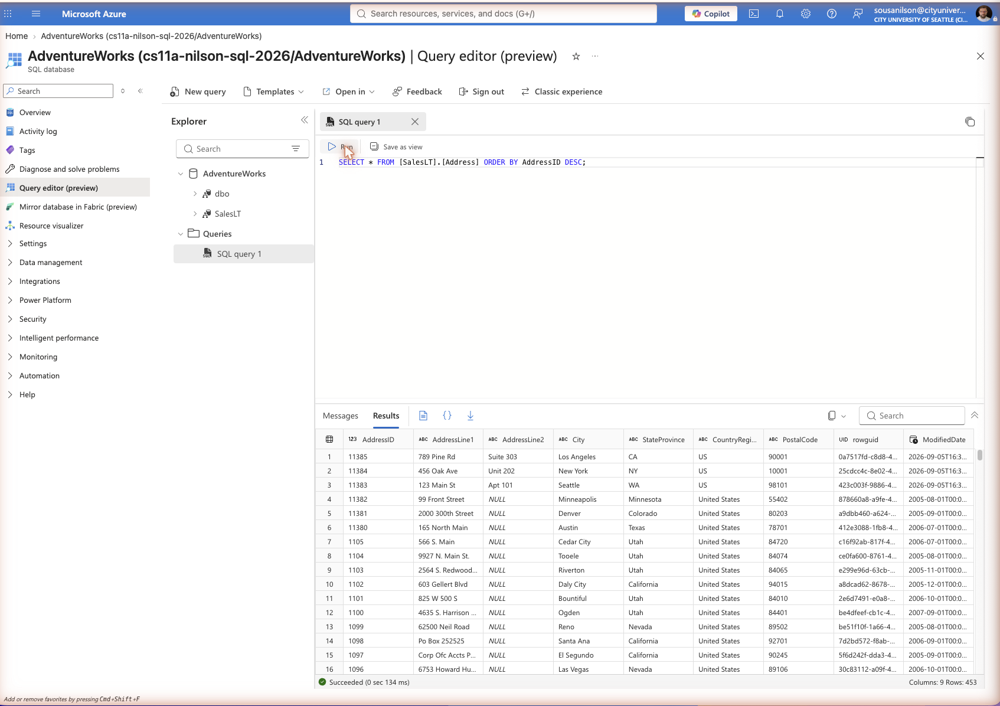 Microsoft Azure
Search resources, services, and docs (G+/)
Copilot
sousanilson@cityuniver...
CITY UNIVERSITY OF SEATTLE (CI...
Home › AdventureWorks (cs11a-nilson-sql-2026/AdventureWorks)
AdventureWorks (cs11a-nilson-sql-2026/AdventureWorks) | Query editor (preview)
SQL database
Search
Overview
Activity log
Tags
Diagnose and solve problems
Query editor (preview)
Mirror database in Fabric (preview)
Resource visualizer
Settings
Data management
Integrations
Power Platform
Security
Intelligent performance
Monitoring
Automation
Help
New query Templates Open in Feedback Sign out Classic experience
Explorer
Search
AdventureWorks
dbo
SalesLT
Queries
SQL query 1
SQL query 1
Run Save as view
1 SELECT * FROM [SalesLT].[Address] ORDER BY AddressID DESC;
Messages Results Search
123 AddressID ABC AddressLine1 ABC AddressLine2 ABC City ABC StateProvince ABC CountryRegi... ABC PostalCode UID rowguid ModifiedDate
1 11385 789 Pine Rd Suite 303 Los Angeles CA US 90001 0a7517fd-c8d8-4... 2026-09-05T16:3...
2 11384 456 Oak Ave Unit 202 New York NY US 10001 25cdcc4c-8e02-4... 2026-09-05T16:3...
3 11383 123 Main St Apt 101 Seattle WA US 98101 423c003f-9886-4... 2026-09-05T16:3...
4 11382 99 Front Street NULL Minneapolis Minnesota United States 55402 878660a8-a9fe-4... 2005-08-01T00:0...
5 11381 2000 300th Street NULL Denver Colorado United States 80203 a9dbb460-a624-... 2005-09-01T00:0...
6 11380 165 North Main NULL Austin Texas United States 78701 412e3088-1fb8-4... 2006-07-01T00:0...
7 1105 566 S. Main NULL Cedar City Utah United States 84720 c16f92ab-817f-4... 2006-07-01T00:0...
8 1104 9927 N. Main St. NULL Tooele Utah United States 84074 ce0fa600-8761-4... 2005-08-01T00:0...
9 1103 2564 S. Redwood... NULL Riverton Utah United States 84065 e299e96d-63cb-... 2005-11-01T00:0...
10 1102 603 Gellert Blvd NULL Daly City California United States 94015 a8dcad62-8678-... 2005-12-01T00:0...
11 1101 825 W 500 S NULL Bountiful Utah United States 84010 2e6d7491-e0a8-... 2006-10-01T00:0...
12 1100 4635 S. Harrison ... NULL Ogden Utah United States 84401 be4dfeef-cb1c-4... 2007-09-01T00:0...
13 1099 62500 Neil Road NULL Reno Nevada United States 89502 be51f10f-1a66-4... 2005-08-01T00:0...
14 1098 Po Box 252525 NULL Santa Ana California United States 92701 7d2bd572-f8ab-... 2006-09-01T00:0...
15 1097 Corp Ofc Accts P... NULL El Segundo California United States 90245 5f6d242f-dda3-4... 2005-09-01T00:0...
16 1096 6753 Howard Hu... NULL Las Vegas Nevada United States 89106 30c83112-a09f-4... 2006-10-01T00:0...
Succeeded (0 sec 134 ms) Columns: 9 Rows: 453
Add or remove favorites by pressing Cmd+Shift+F